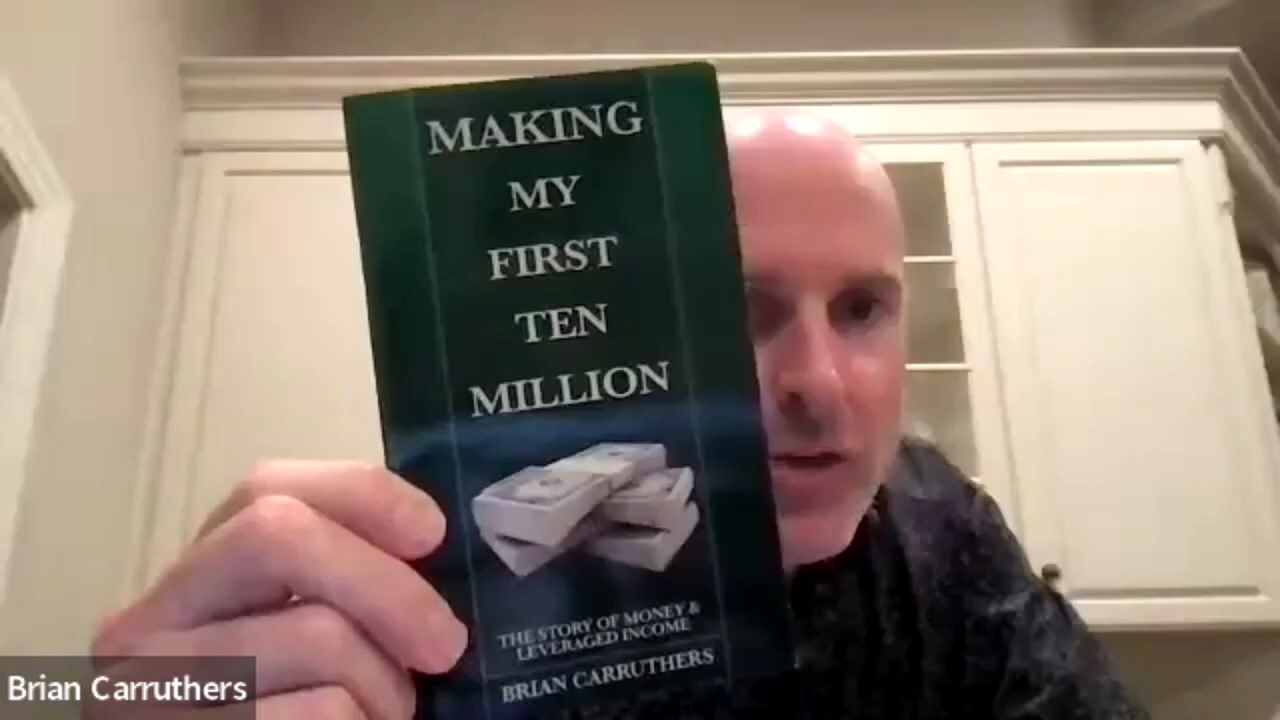 MAKING
MY
FIRST
TEN
MILLION
THE STORY OF MONEY &
LEVERAGED INCOME
BRIAN CARRUTHERS
Brian Carruthers